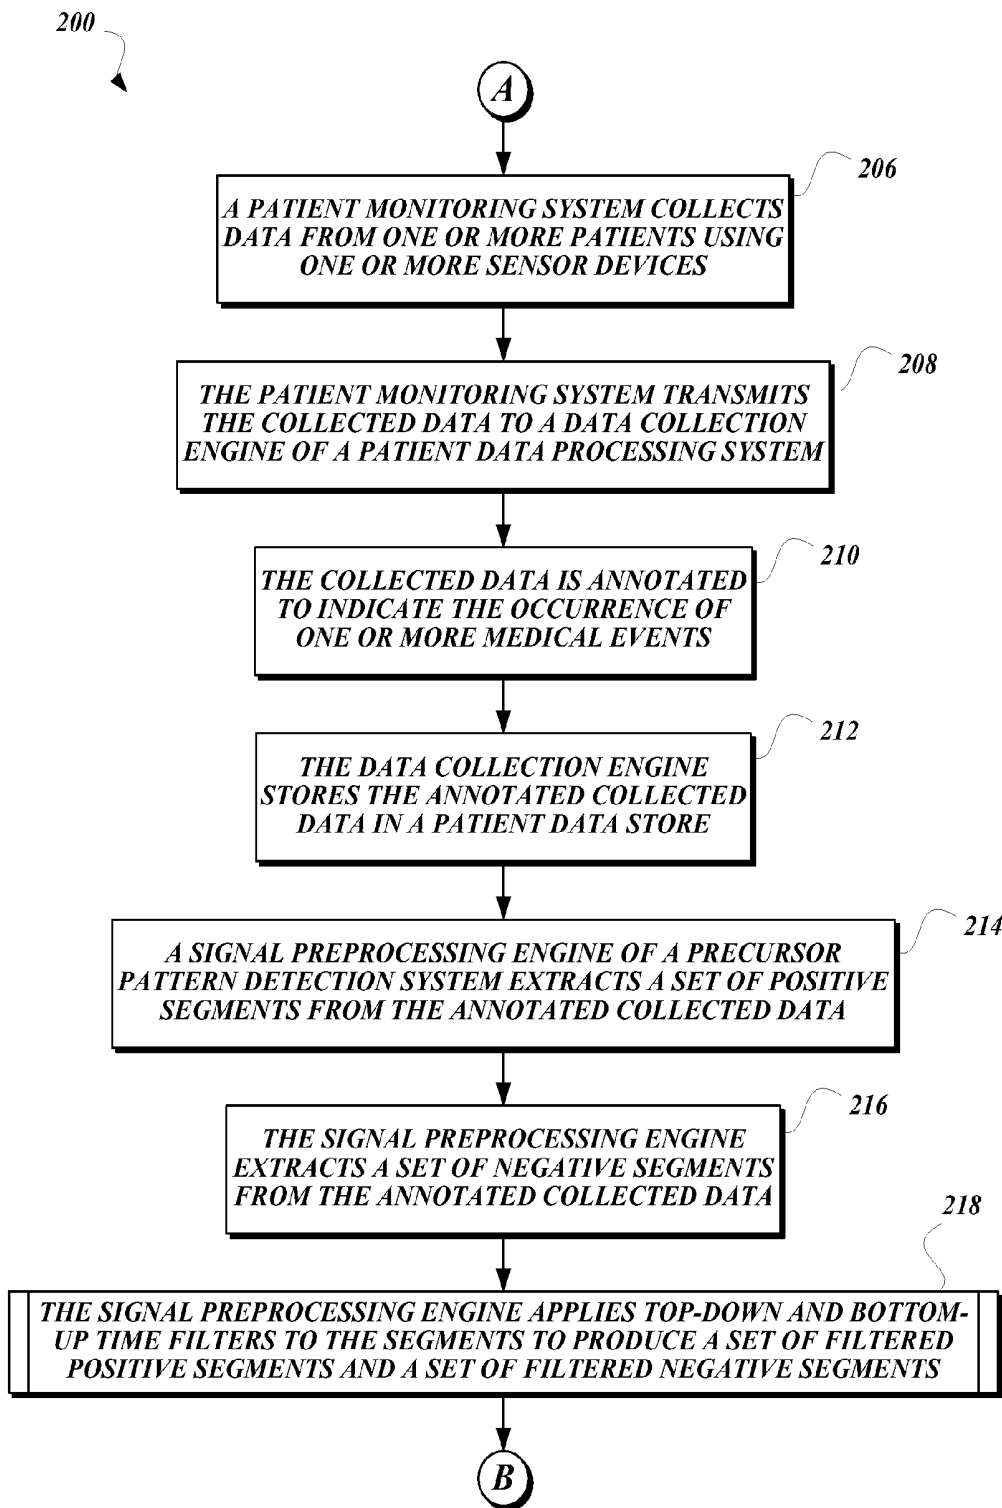 200
A
206
A PATIENT MONITORING SYSTEM COLLECTS
DATA FROM ONE OR MORE PATIENTS USING
ONE OR MORE SENSOR DEVICES
208
THE PATIENT MONITORING SYSTEM TRANSMITS
THE COLLECTED DATA TO A DATA COLLECTION
ENGINE OF A PATIENT DATA PROCESSING SYSTEM
210
THE COLLECTED DATA IS ANNOTATED
TO INDICATE THE OCCURRENCE OF
ONE OR MORE MEDICAL EVENTS
212
THE DATA COLLECTION ENGINE
STORES THE ANNOTATED COLLECTED
DATA IN A PATIENT DATA STORE
214
A SIGNAL PREPROCESSING ENGINE OF A PRECURSOR
PATTERN DETECTION SYSTEM EXTRACTS A SET OF POSITIVE
SEGMENTS FROM THE ANNOTATED COLLECTED DATA
216
THE SIGNAL PREPROCESSING ENGINE
EXTRACTS A SET OF NEGATIVE SEGMENTS
FROM THE ANNOTATED COLLECTED DATA
218
THE SIGNAL PREPROCESSING ENGINE APPLIES TOP-DOWN AND BOTTOM-
UP TIME FILTERS TO THE SEGMENTS TO PRODUCE A SET OF FILTERED
POSITIVE SEGMENTS AND A SET OF FILTERED NEGATIVE SEGMENTS
B